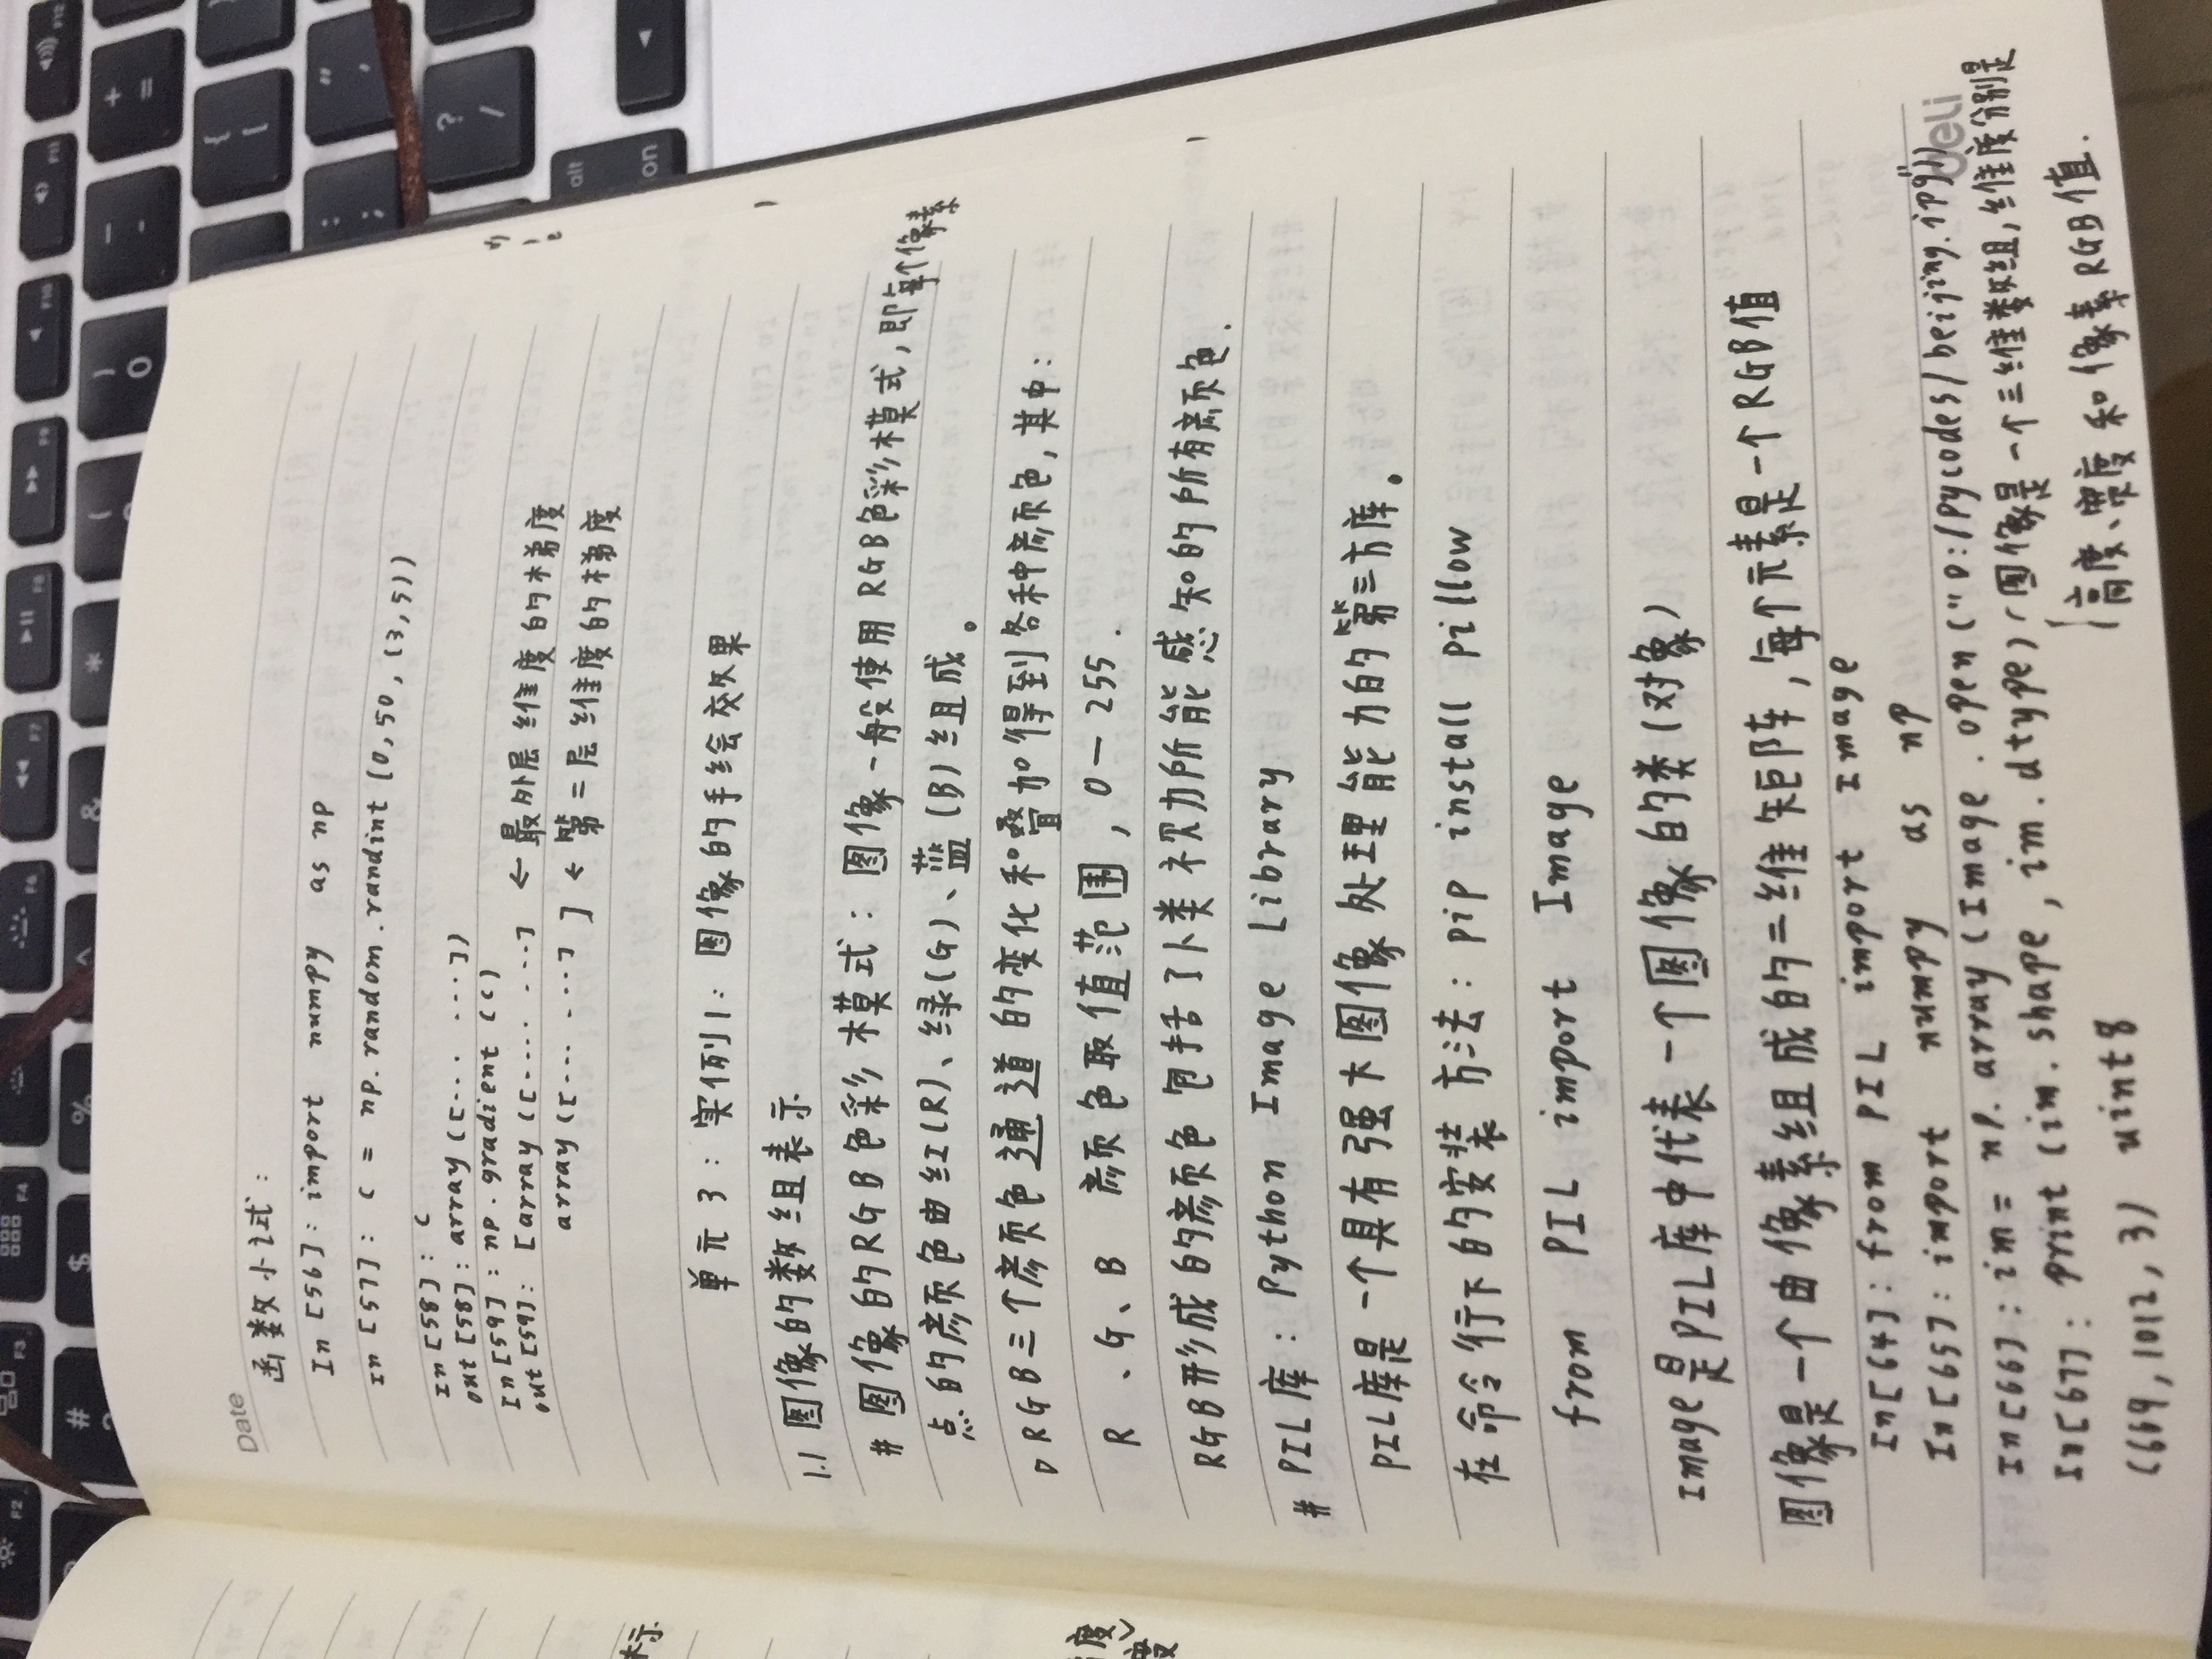 Date
函数小试：
In [56]: import numpy as np
In [57]: c = np.random.randint (0,50,(3,5))
In [58]: c
out [58]: array ([···· ····])
In [59]: np.gradient (c)
out [59]: [array ([····· ···] ← 最外层维度的梯度
array ([···· ···] ] ← 第二层维度的梯度
单元 3：实例1：图像的手绘效果
1.1 图像的数组表示
# 图像的RGB色彩模式：图像一般使用RGB色彩模式，即每个像素
点的颜色由红(R)、绿(G)、蓝(B)组成。
RGB三个颜色通道的变化和叠加得到各种颜色，其中：
R、G、B 颜色取值范围，0—255.
RGB形成的颜色包括了人类视力所能感知的所有颜色.
# PIL库：Python Image Library
PIL库是一个具有强大图像处理能力的第三方库。
在命令行下的安装方法：pip install pillow
from PIL import Image
Image是PIL库中代表一个图像的类(对象)
图像是一个由像素组成的二维矩阵，每个元素是一个RGB值
In[64]: from PIL import Image
In[65]: import numpy as np
In[66]: im = np.array (Image.open("D:/pycodes/beijing.jpg"))
In[67]: print (im.shape, im.dtype) 图像是一个三维数组,维度分别是
高度、宽度和像素RGB值.
(669,1012,3) uint8
deli
+
=
-
)
0
(
*
&
^
%
$
#
{
[
"
'
:
;
?
/
alt
F12
F11
F10
F9
F8
F7
F6
F4
F3
F2
标
度